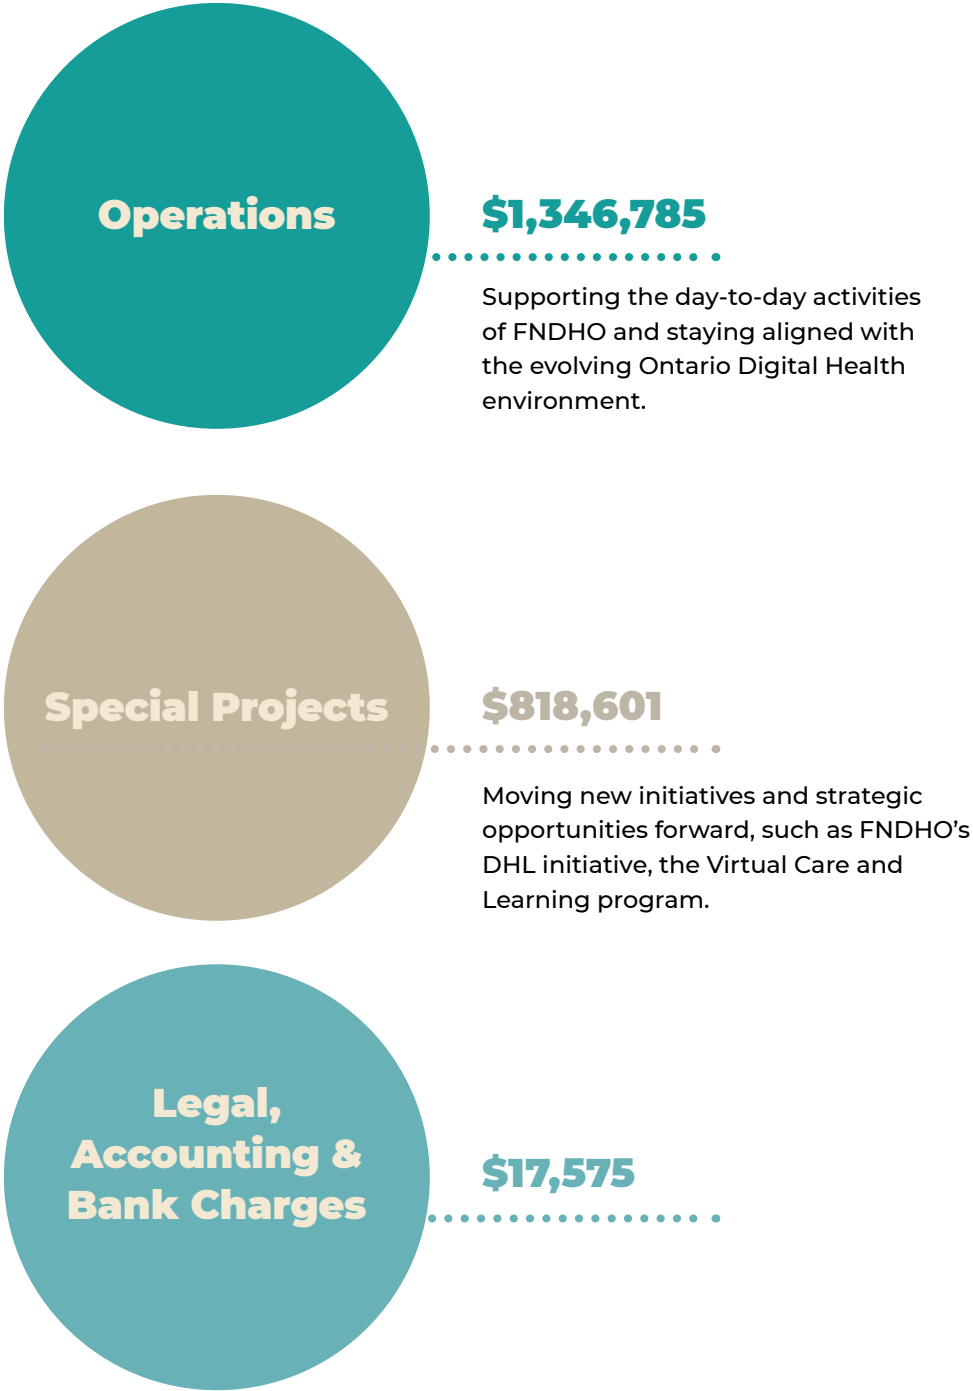 Operations
$1,346,785
Supporting the day-to-day activities
of FNDHO and staying aligned with
the evolving Ontario Digital Health
environment.
Special Projects
$818,601
Moving new initiatives and strategic
opportunities forward, such as FNDHO’s
DHL initiative, the Virtual Care and
Learning program.
Legal,
Accounting &
Bank Charges
$17,575